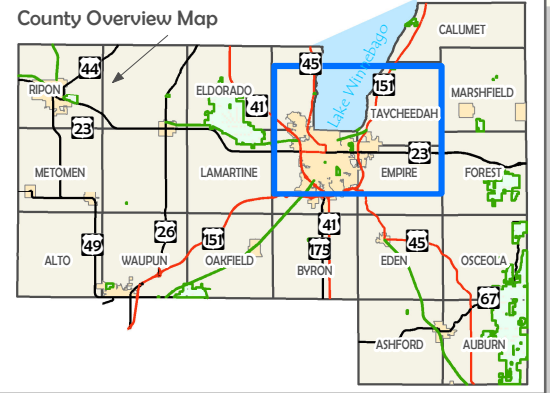 County Overview Map
CALUMET
45
44
Lake Winnebago
151
RIPON
ELDORADO
41
MARSHFIELD
TAYCHEEDAH
23
23
METOMEN
LAMARTINE
EMPIRE
FOREST
26
151
41
45
49
175
ALTO
WAUPUN
OAKFIELD
BYRON
EDEN
OSCEOLA
67
ASHFORD
AUBURN